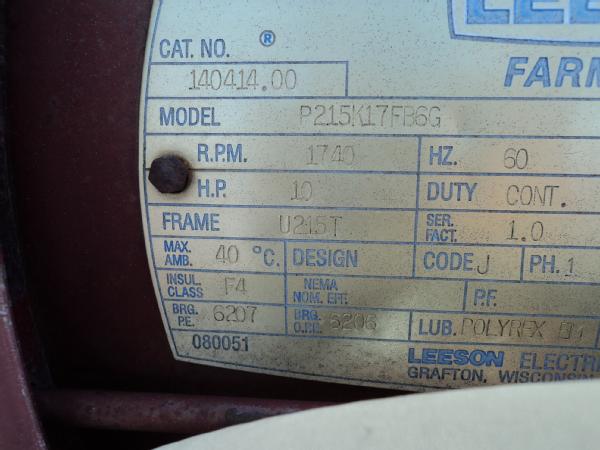 LEES
®
FARM
CAT. NO.
140414.00
MODEL P215K17FB6G
R.P.M. 1740 HZ. 60
H.P. 10 DUTY CONT.
FRAME U215T SER. FACT. 1.0
MAX. AMB. 40 °C. DESIGN CODE J PH. 1
INSUL. CLASS F4 NEMA NOM. EFF. P.F.
BRG. P.E. 6207 BRG. O.P.E. 6206 LUB. POLYREX EM
080051 LEESON ELECTRI
GRAFTON, WISCONSIN